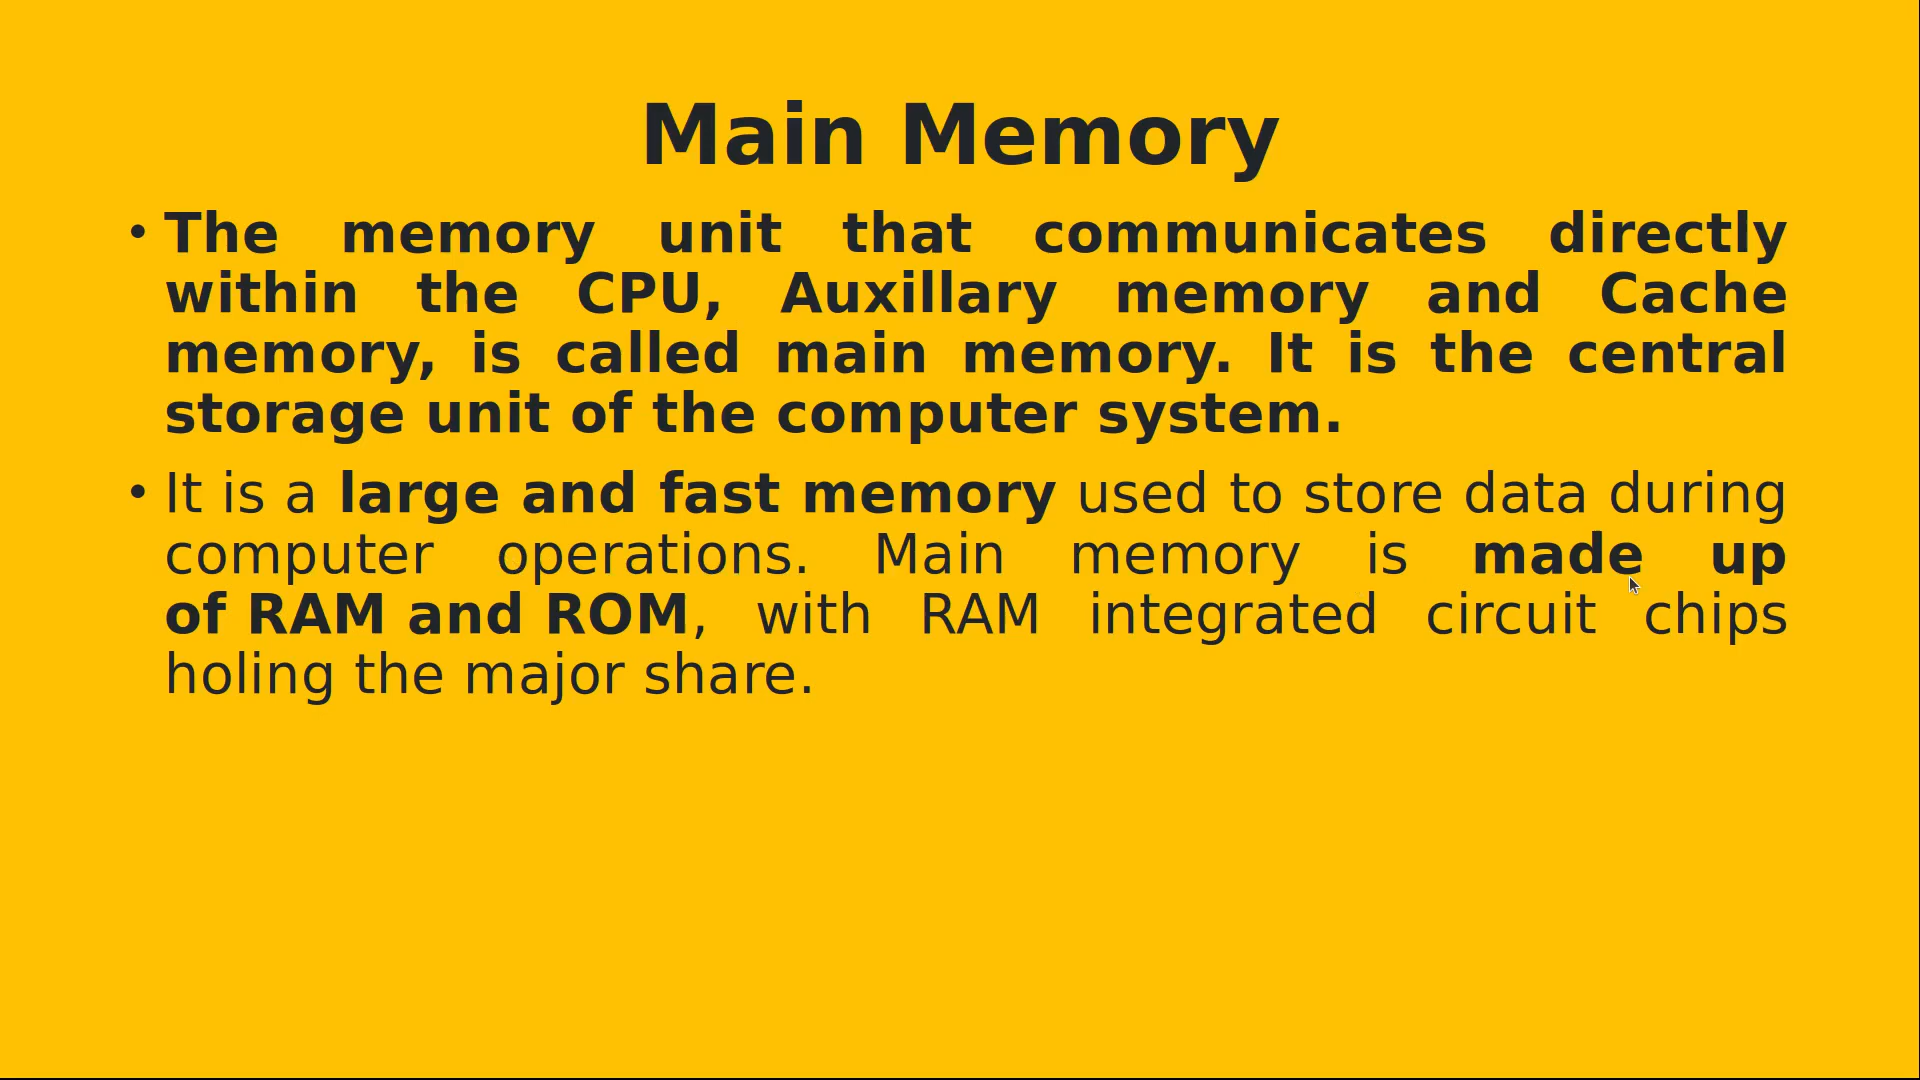 Main Memory
• The memory unit that communicates directly
within the CPU, Auxillary memory and Cache
memory, is called main memory. It is the central
storage unit of the computer system.
• It is a large and fast memory used to store data during
computer operations. Main memory is made up
of RAM and ROM, with RAM integrated circuit chips
holing the major share.